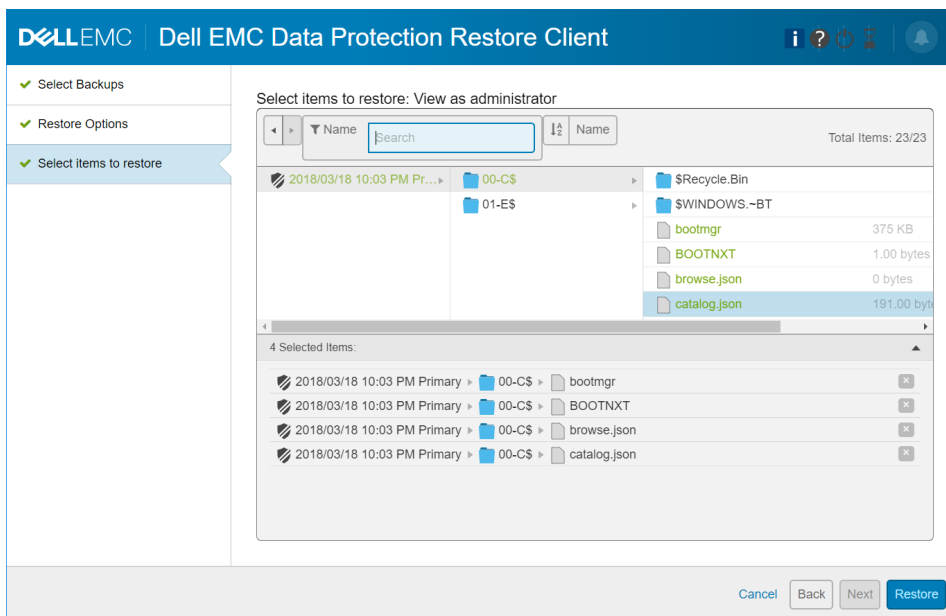 DELLEMC | Dell EMC Data Protection Restore Client
Select Backups
Restore Options
Select items to restore
Select items to restore: View as administrator
Name Search Name Total Items: 23/23
2018/03/18 10:03 PM Pr... 00-C$ $Recycle.Bin
01-E$ $WINDOWS.~BT
bootmgr 375 KB
BOOTNXT 1.00 bytes
browse.json 0 bytes
catalog.json 191.00 byt
4 Selected Items:
2018/03/18 10:03 PM Primary 00-C$ bootmgr
2018/03/18 10:03 PM Primary 00-C$ BOOTNXT
2018/03/18 10:03 PM Primary 00-C$ browse.json
2018/03/18 10:03 PM Primary 00-C$ catalog.json
Cancel Back Next Restore